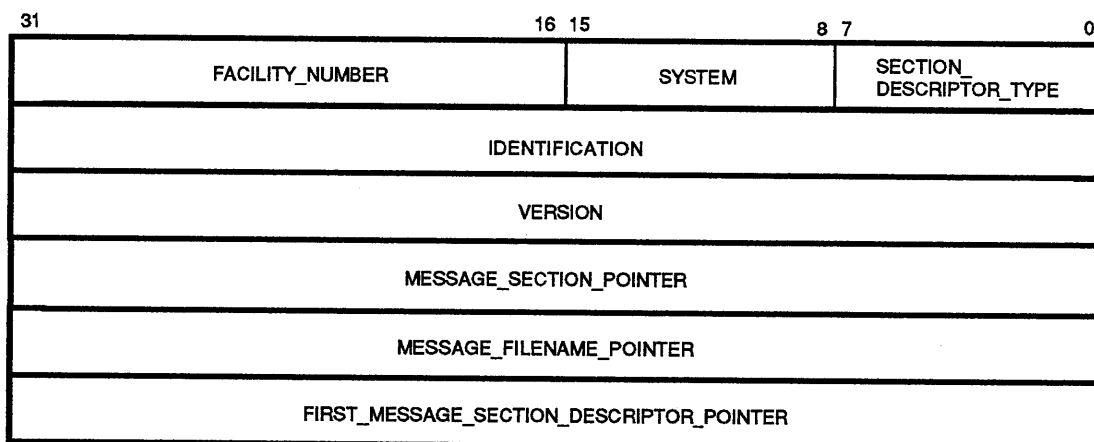 31 16 15 8 7 0
FACILITY_NUMBER SYSTEM SECTION_
DESCRIPTOR_TYPE
IDENTIFICATION
VERSION
MESSAGE_SECTION_POINTER
MESSAGE_FILENAME_POINTER
FIRST_MESSAGE_SECTION_DESCRIPTOR_POINTER